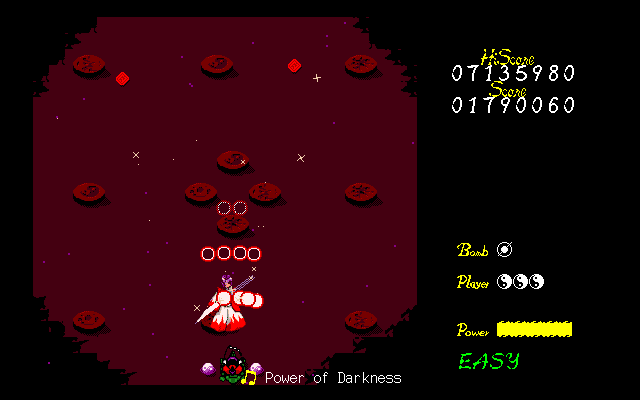 HiScore
07135980
Score
01790060
Bomb
Player
Power
EASY
Power of Darkness